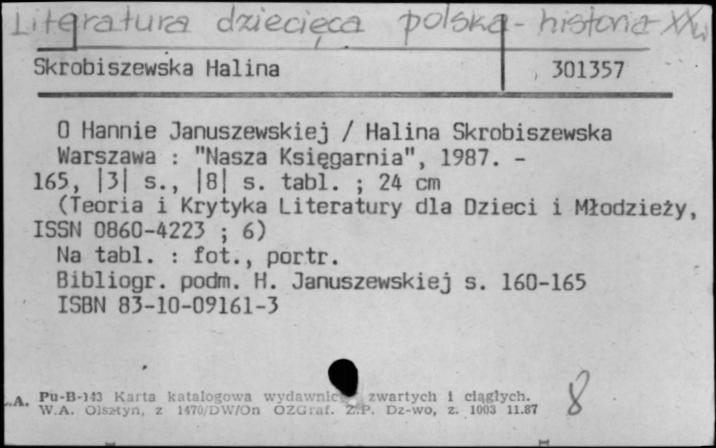 Literatura dziecięca polska - historia XXw
Skrobiszewska Halina 301357
O Hannie Januszewskiej / Halina Skrobiszewska
Warszawa : "Nasza Księgarnia", 1987. -
165, |3| s., |8| s. tabl. ; 24 cm
(Teoria i Krytyka Literatury dla Dzieci i Młodzieży,
ISSN 0860-4223 ; 6)
Na tabl. : fot., portr.
Bibliogr. podm. H. Januszewskiej s. 160-165
ISBN 83-10-09161-3
Pu-B-143 Karta katalogowa zwartych i ciągłych.
W.A. Olsztyn, z 1470/DW/On OZGraf. Z.P. Dz-wo, z. 1003 11.87
8